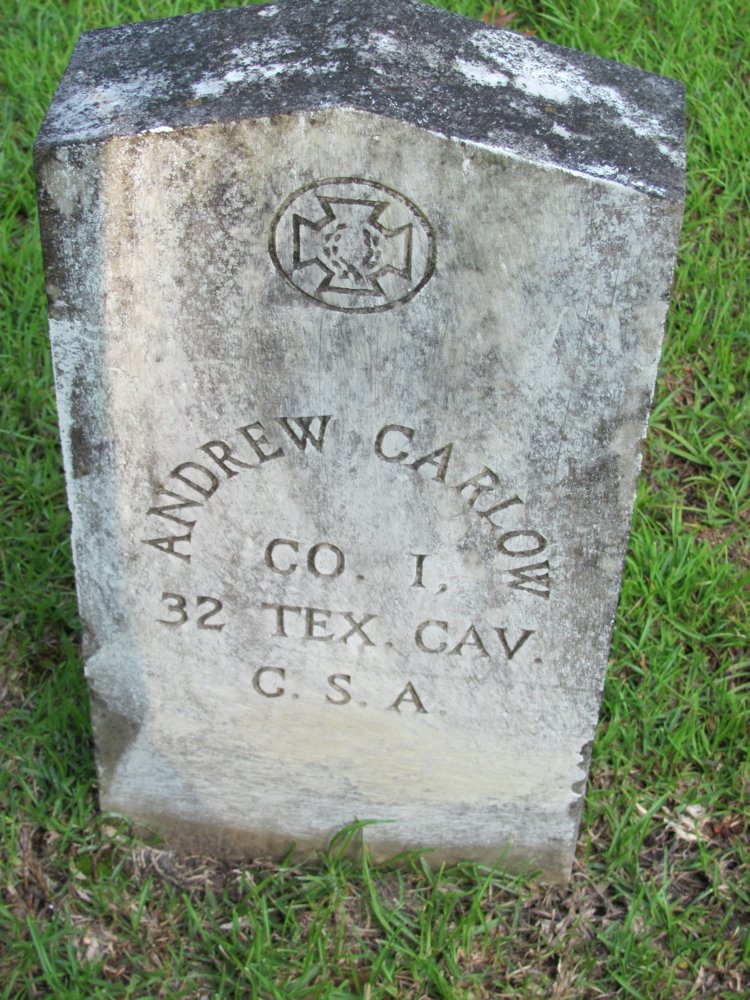 ANDREW CARLOW
CO. I,
32 TEX. CAV.
C. S. A.